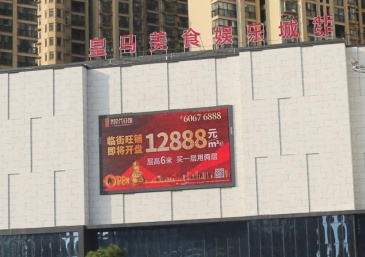 皇马美食娱乐城
6067 6888
临街旺铺
即将开盘
12888元
/m²
层高6米 买一层用两层
OPEN